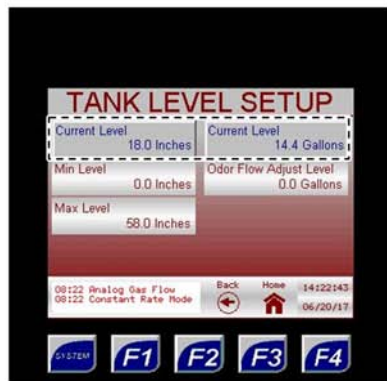 TANK LEVEL SETUP
Current Level
18.0 Inches
Current Level
14.4 Gallons
Min Level
0.0 Inches
Odor Flow Adjust Level
0.0 Gallons
Max Level
58.0 Inches
08:22 Analog Gas Flow
08:22 Constant Rate Mode
Back
Home
14:22:43
06/20/17
SYSTEM
F1
F2
F3
F4